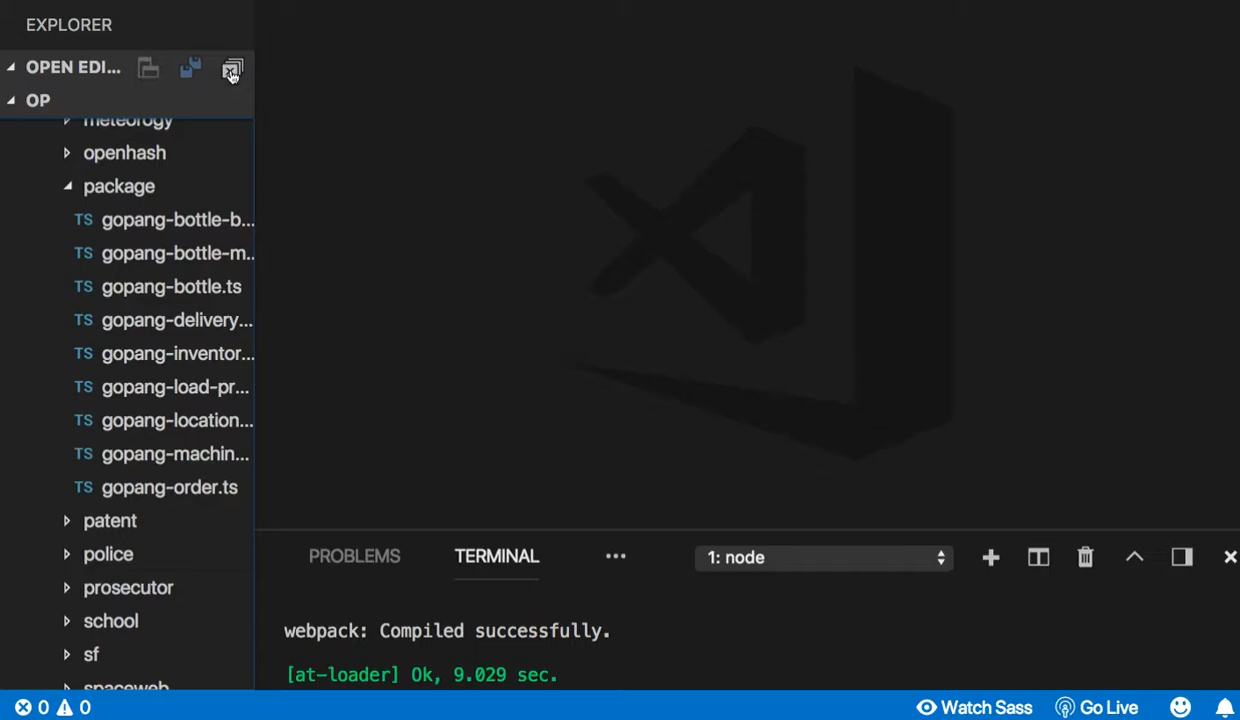 EXPLORER
OPEN EDI...
OP
meteorogy
openhash
package
TS gopang-bottle-b...
TS gopang-bottle-m...
TS gopang-bottle.ts
TS gopang-delivery...
TS gopang-inventor...
TS gopang-load-pr...
TS gopang-location...
TS gopang-machin...
TS gopang-order.ts
patent
police
prosecutor
school
sf
spaceweb
PROBLEMS TERMINAL ... 1: node
webpack: Compiled successfully.
[at-loader] Ok, 9.029 sec.
0 0 Watch Sass Go Live